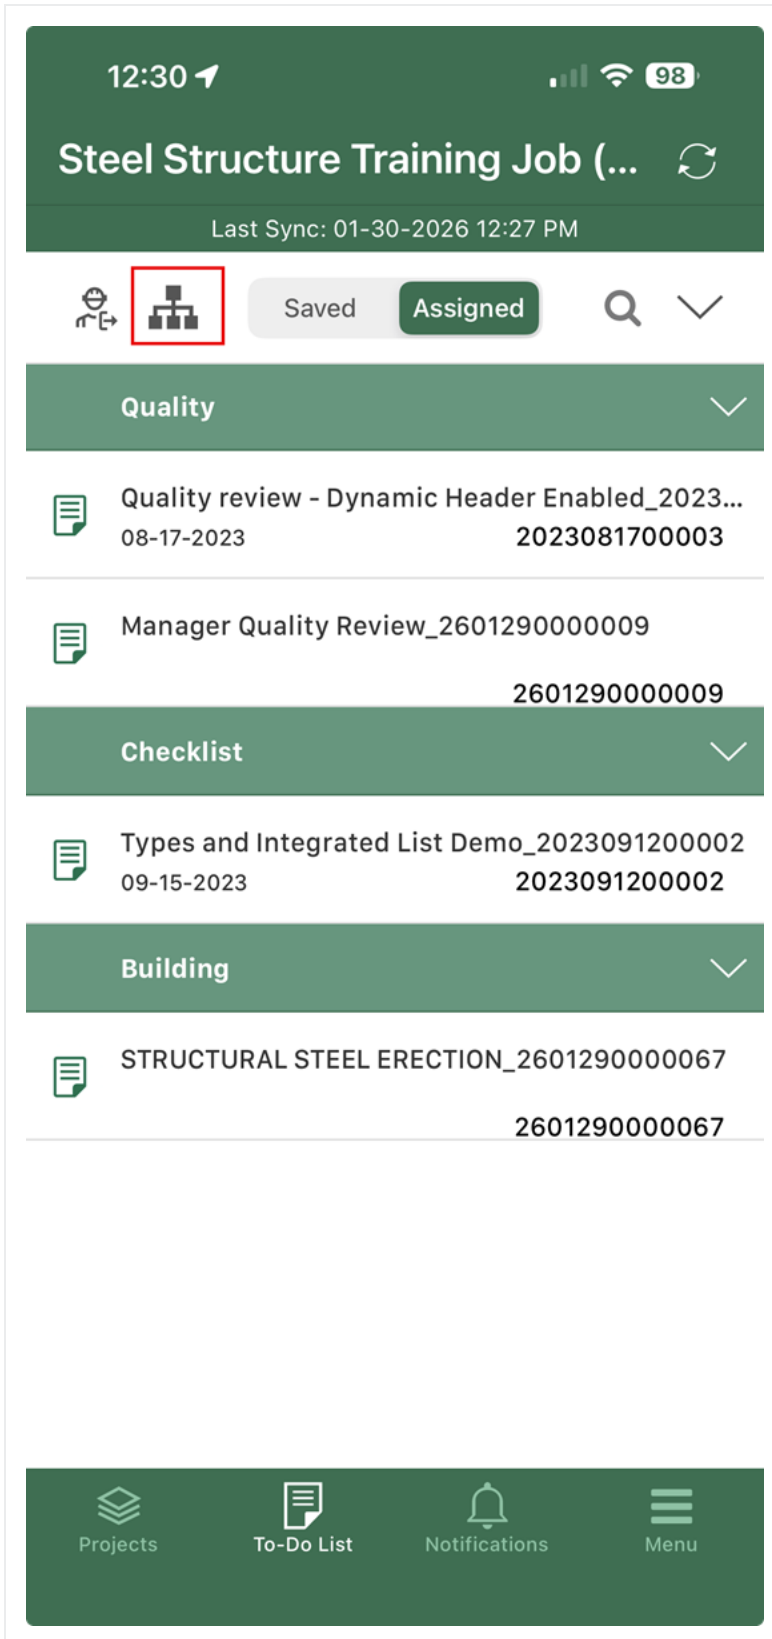 12:30
98
Steel Structure Training Job (...
Last Sync: 01-30-2026 12:27 PM
Saved Assigned
Quality
Quality review - Dynamic Header Enabled_2023...
08-17-2023 2023081700003
Manager Quality Review_2601290000009
2601290000009
Checklist
Types and Integrated List Demo_2023091200002
09-15-2023 2023091200002
Building
STRUCTURAL STEEL ERECTION_2601290000067
2601290000067
Projects To-Do List Notifications Menu